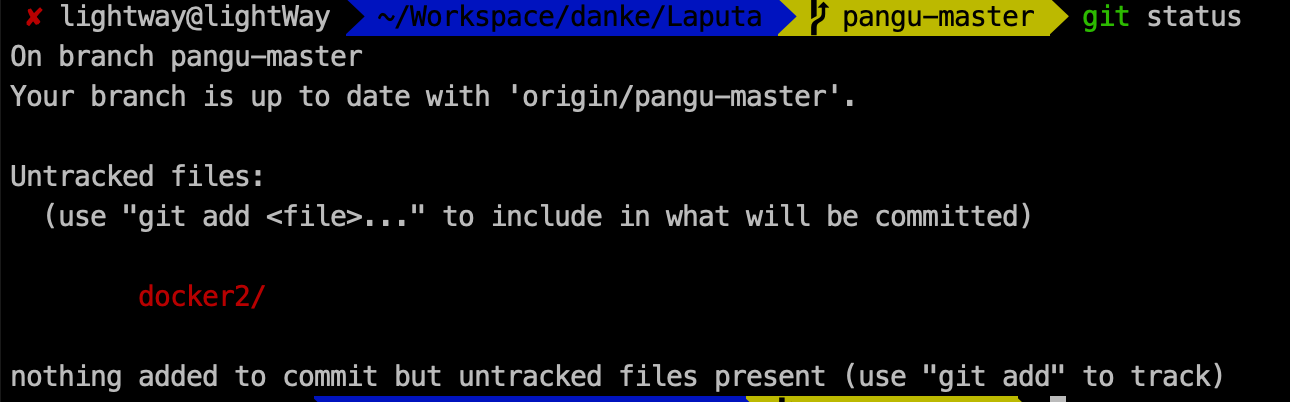 ✘ lightway@lightWay ~/Workspace/danke/Laputa pangu-master git status
On branch pangu-master
Your branch is up to date with 'origin/pangu-master'.
Untracked files:
(use "git add <file>..." to include in what will be committed)
docker2/
nothing added to commit but untracked files present (use "git add" to track)